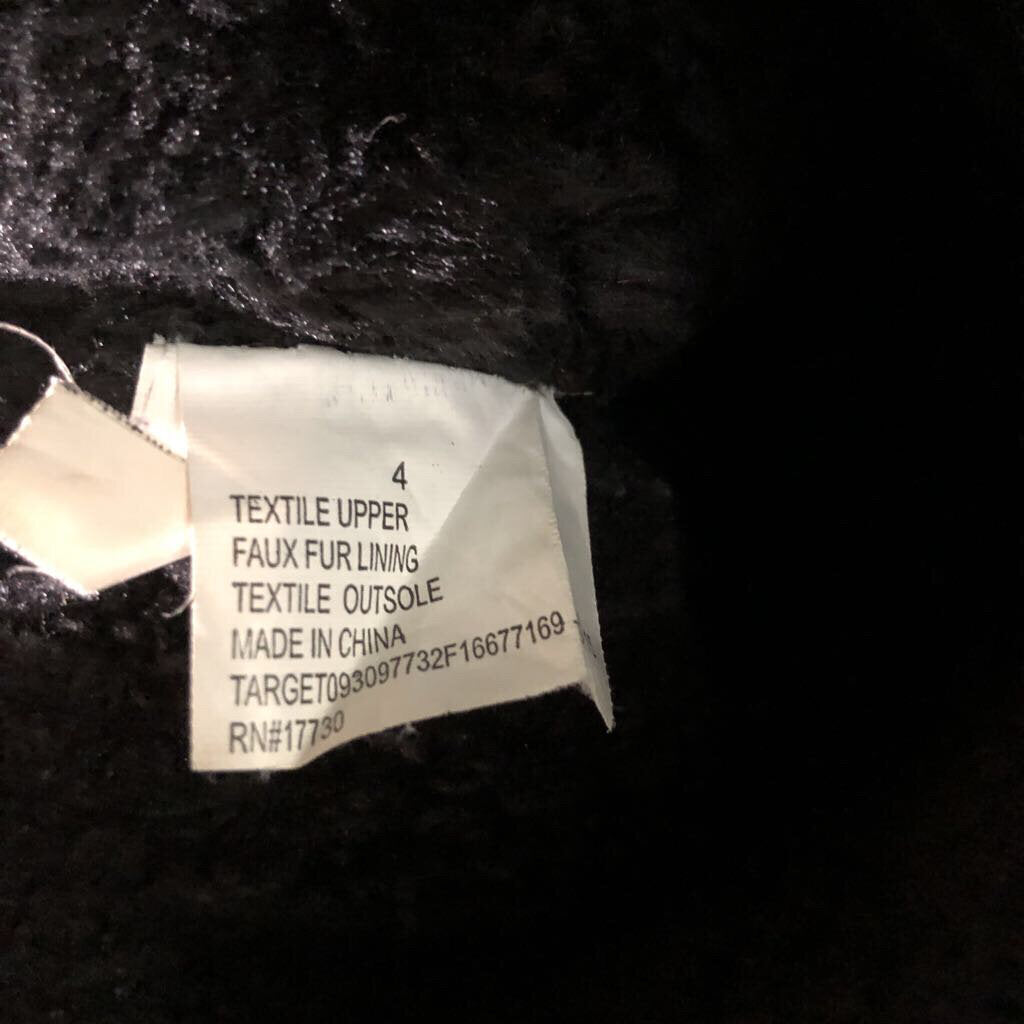 4
TEXTILE UPPER
FAUX FUR LINING
TEXTILE OUTSOLE
MADE IN CHINA
TARGET093097732F16677169
RN#17730